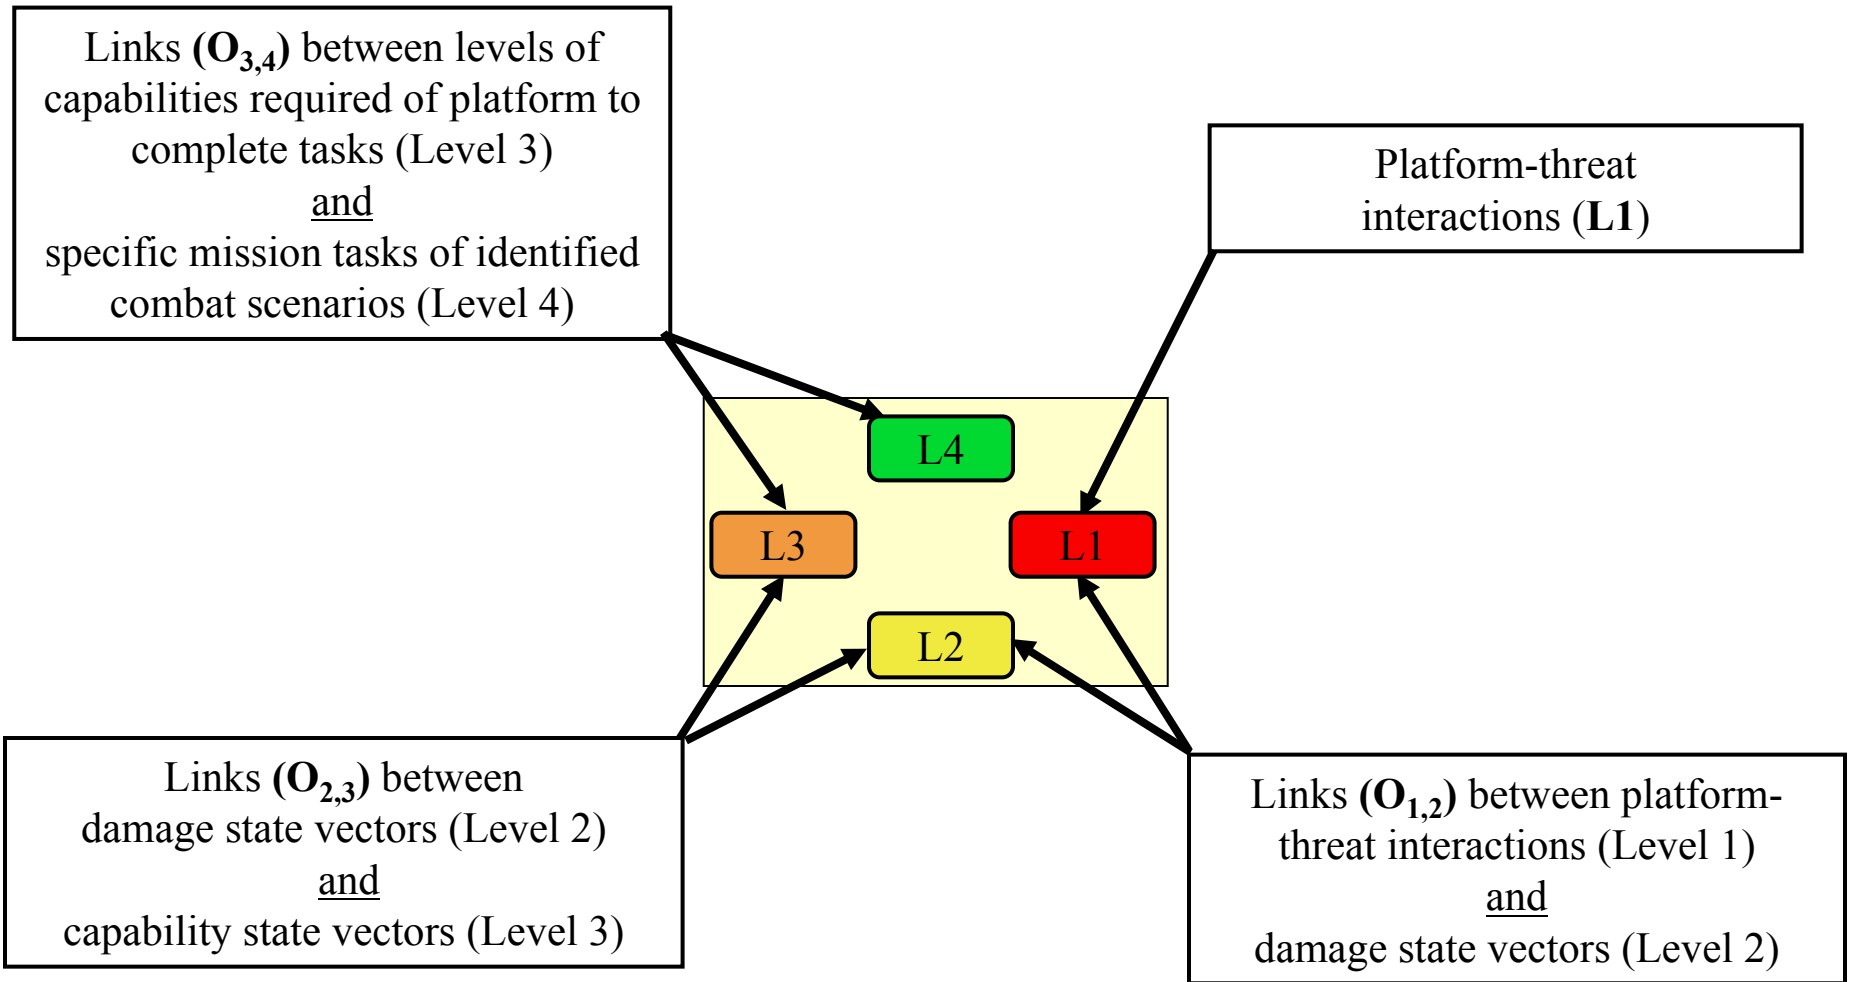 Links (O3,4) between levels of
capabilities required of platform to
complete tasks (Level 3)
and
specific mission tasks of identified
combat scenarios (Level 4)
Platform-threat
interactions (L1)
L4
L3
L1
L2
Links (O2,3) between
damage state vectors (Level 2)
and
capability state vectors (Level 3)
Links (O1,2) between platform-
threat interactions (Level 1)
and
damage state vectors (Level 2)